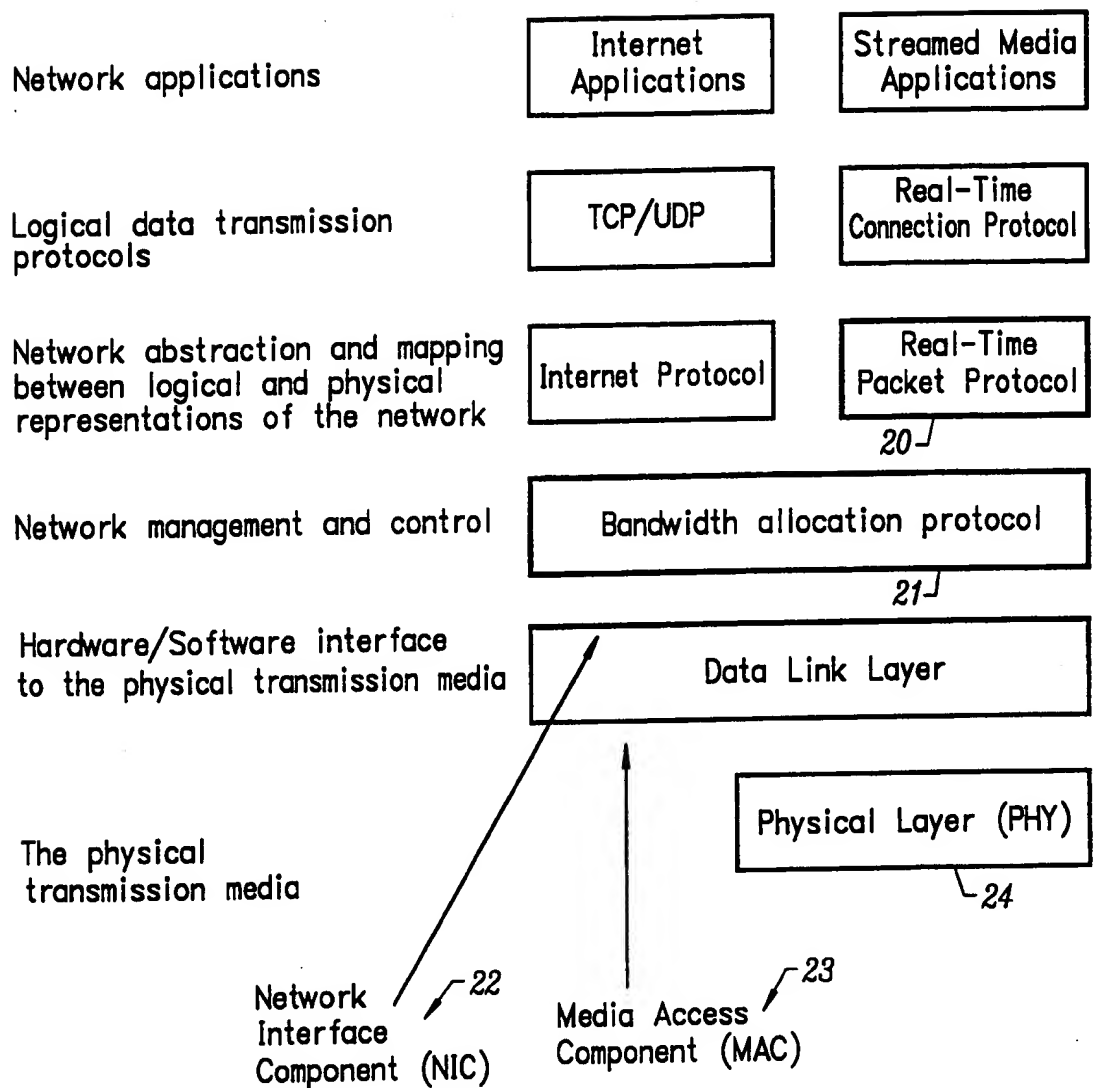 Network applications
Internet
Applications
Streamed Media
Applications
Logical data transmission
protocols
TCP/UDP
Real-Time
Connection Protocol
Network abstraction and mapping
between logical and physical
representations of the network
Internet Protocol
Real-Time
Packet Protocol
20
Network management and control
Bandwidth allocation protocol
21
Hardware/Software interface
to the physical transmission media
Data Link Layer
The physical
transmission media
Physical Layer (PHY)
24
Network
Interface
Component (NIC)
22
Media Access
Component (MAC)
23